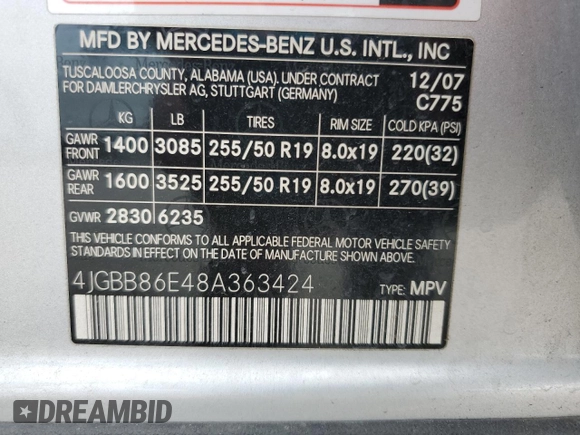 MFD BY MERCEDES-BENZ U.S. INTL., INC
TUSCALOOSA COUNTY, ALABAMA (USA). UNDER CONTRACT 12/07
FOR DAIMLERCHRYSLER AG, STUTTGART (GERMANY) C775
KG LB TIRES RIM SIZE COLD KPA (PSI)
GAWR FRONT 1400 3085 255/50 R19 8.0x19 220(32)
GAWR REAR 1600 3525 255/50 R19 8.0x19 270(39)
GVWR 2830 6235
THIS VEHICLE CONFORMS TO ALL APPLICABLE FEDERAL MOTOR VEHICLE SAFETY
STANDARDS IN EFFECT ON THE DATE OF MANUFACTURE SHOWN ABOVE.
4JGBB86E48A363424 TYPE: MPV
DREAMBID